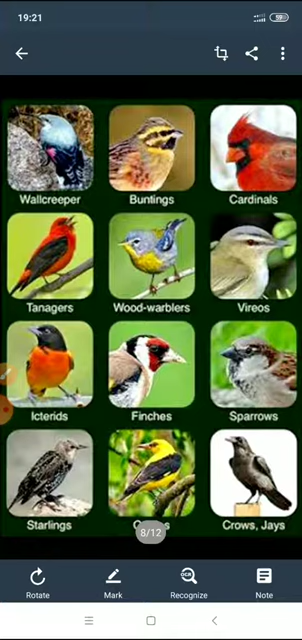 19:21
Wallcreeper Buntings Cardinals
Tanagers Wood-warblers Vireos
Icterids Finches Sparrows
Starlings Crows, Jays
8/12
Rotate Mark Recognize Note
OCR